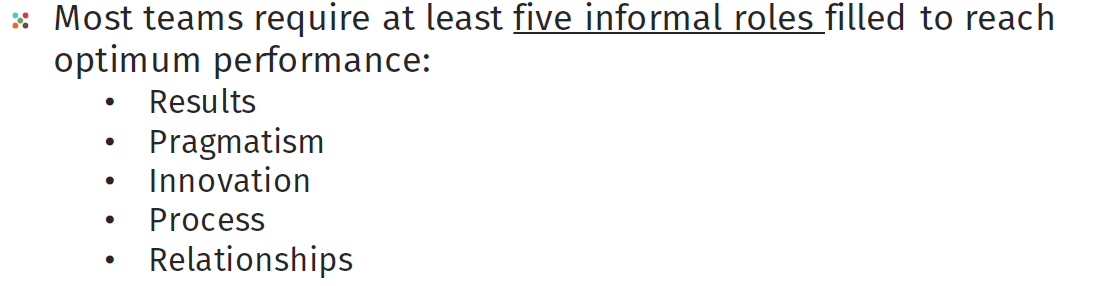 Most teams require at least five informal roles filled to reach
optimum performance:
• Results
• Pragmatism
• Innovation
• Process
• Relationships